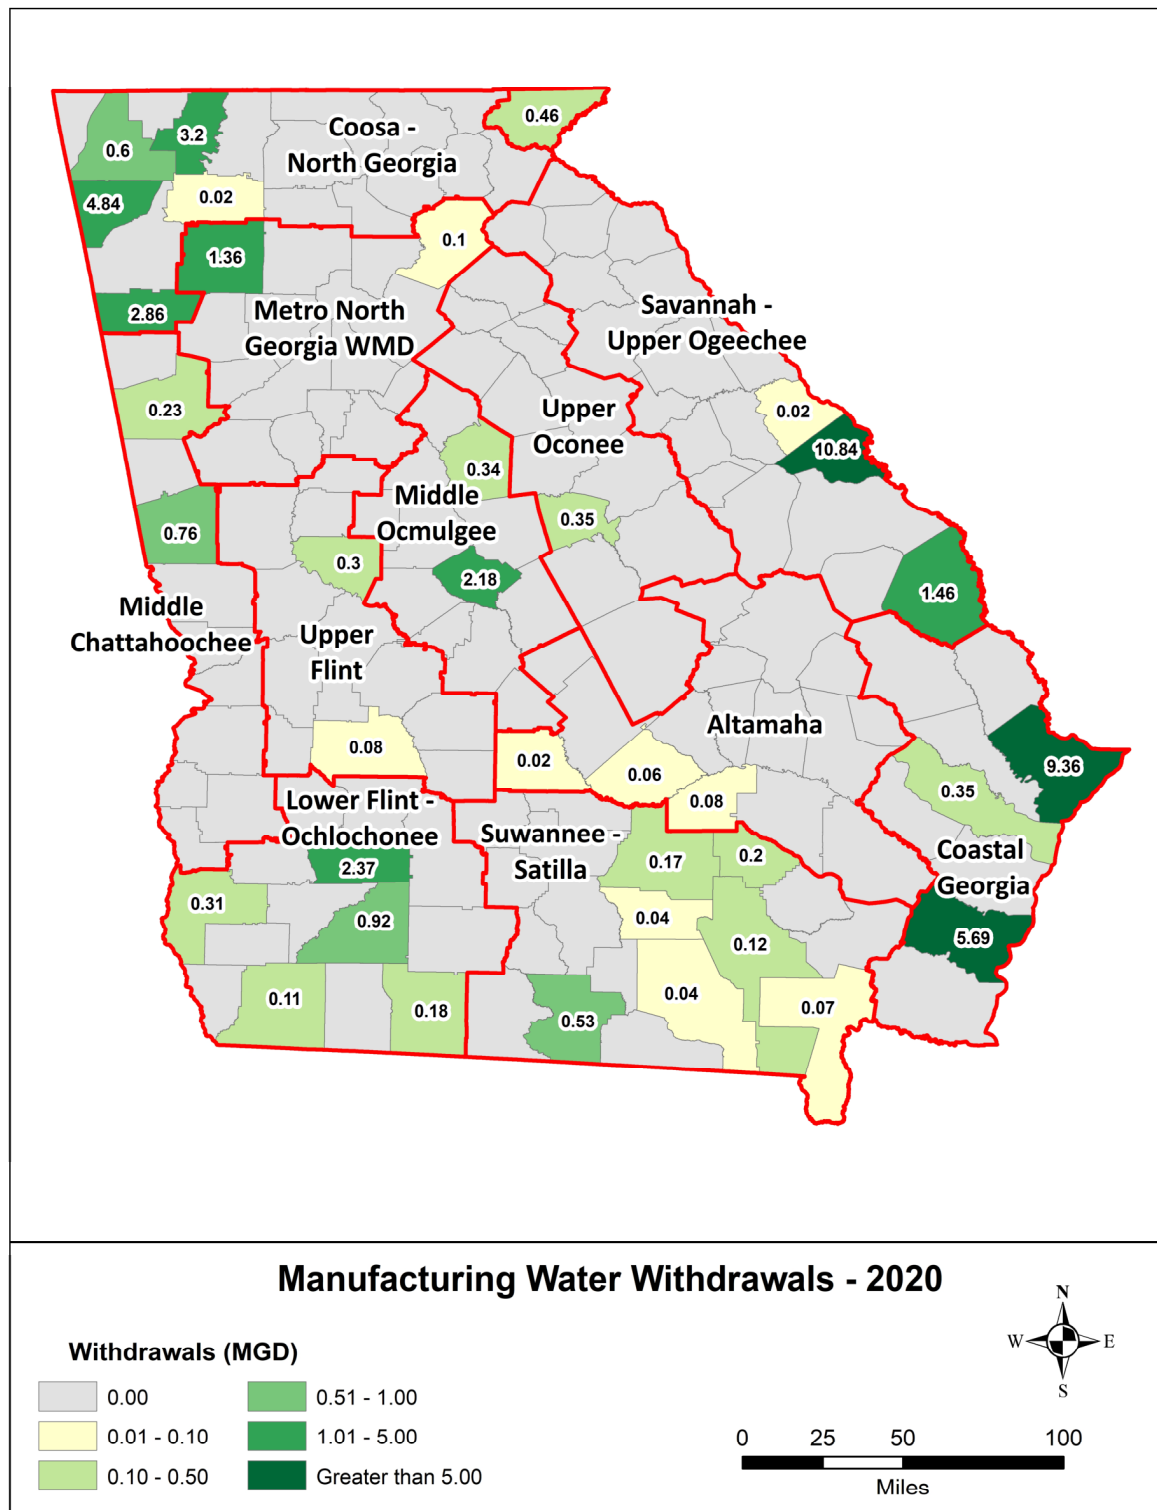 0.46
3.2
Coosa -
North Georgia
0.6
4.84
0.02
0.1
1.36
2.86
Metro North
Georgia WMD
Savannah -
Upper Ogeechee
0.23
0.02
Upper
Oconee
10.84
0.34
Middle
Ocmulgee
0.35
0.76
0.3
2.18
1.46
Middle
Chattahoochee
Upper
Flint
Altamaha
0.08
0.02
0.06
9.36
0.08
0.35
Lower Flint -
Ochlochonee
Suwannee -
Satilla
Coastal
Georgia
2.37
0.17
0.2
0.31
0.92
0.04
0.12
5.69
0.11
0.18
0.53
0.04
0.07
Manufacturing Water Withdrawals - 2020
Withdrawals (MGD)
0.00
0.01 - 0.10
0.10 - 0.50
0.51 - 1.00
1.01 - 5.00
Greater than 5.00
N
W E
S
0 25 50 100
Miles